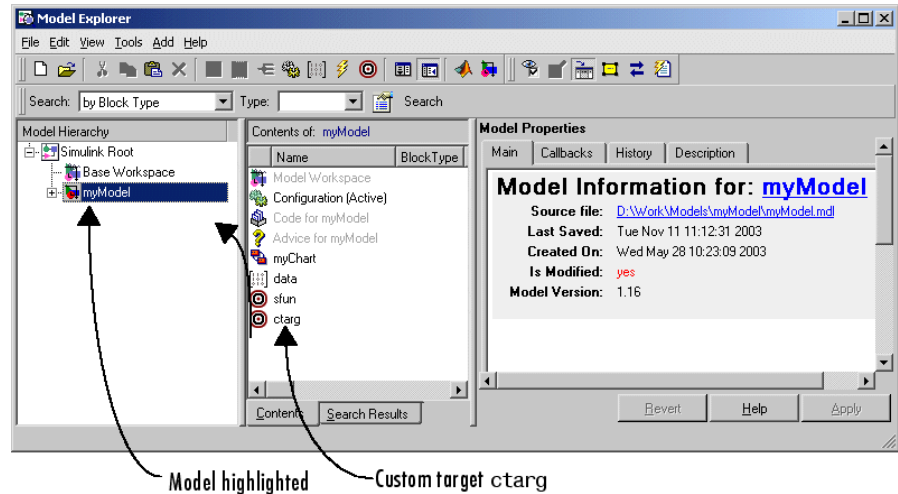 Model Explorer
File Edit View Tools Add Help
Search: by Block Type Type: Search
Model Hierarchy
Simulink Root
Base Workspace
myModel
Contents of: myModel
Name BlockType
Model Workspace
Configuration (Active)
Code for myModel
Advice for myModel
myChart
data
sfun
ctarg
Contents Search Results
Model Properties
Main Callbacks History Description
Model Information for: myModel
Source file: D:\Work\Models\myModel\myModel.mdl
Last Saved: Tue Nov 11 11:12:31 2003
Created On: Wed May 28 10:23:09 2003
Is Modified: yes
Model Version: 1.16
Revert Help Apply
Model highlighted
Custom target ctarg